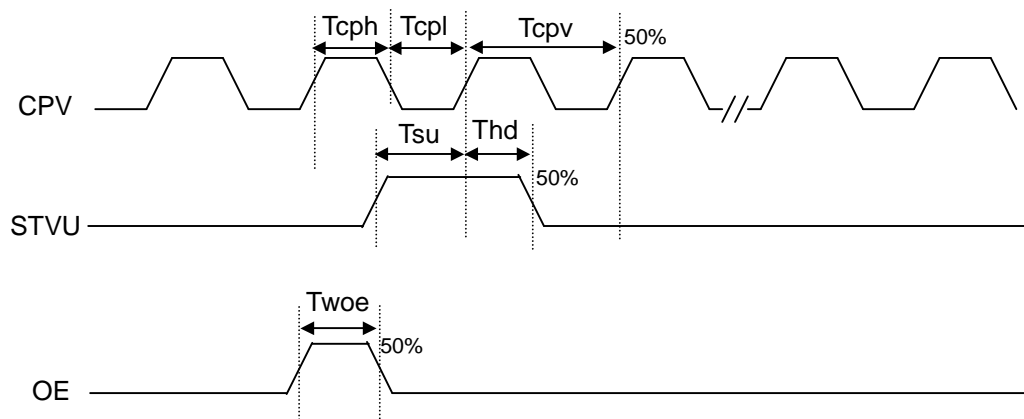 Tcph Tcpl Tcpv 50%
CPV
Tsu Thd
50%
STVU
Twoe
50%
OE